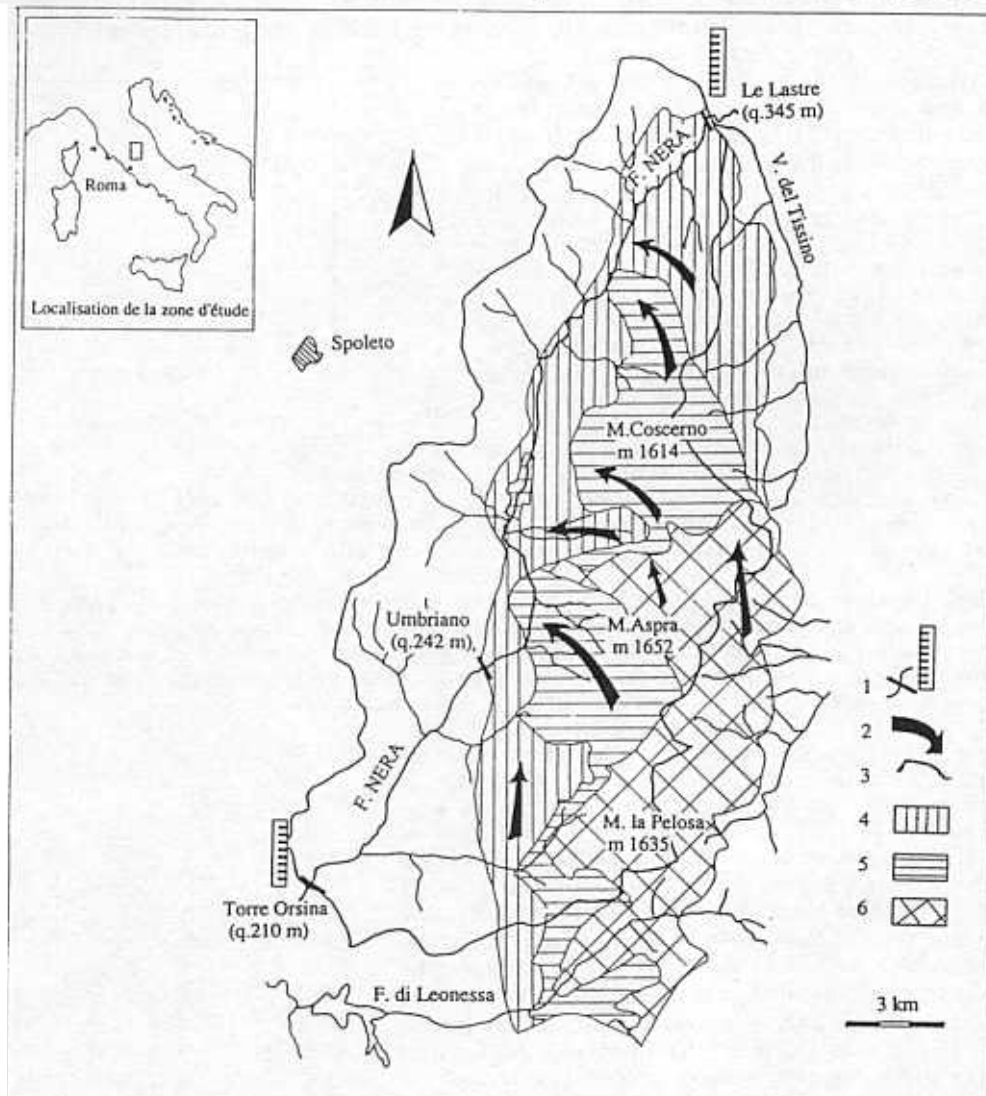 Roma
Localisation de la zone d'étude
Spoleto
Le Lastre
(q.345 m)
F. NERA
V. del Tissino
M.Coscerno
m 1614
Umbriano
(q.242 m),
M.Aspra
m 1652
F. NERA
M. la Pelosa
m 1635
Torre Orsina
(q.210 m)
F. di Leonessa
1
2
3
4
5
6
3 km